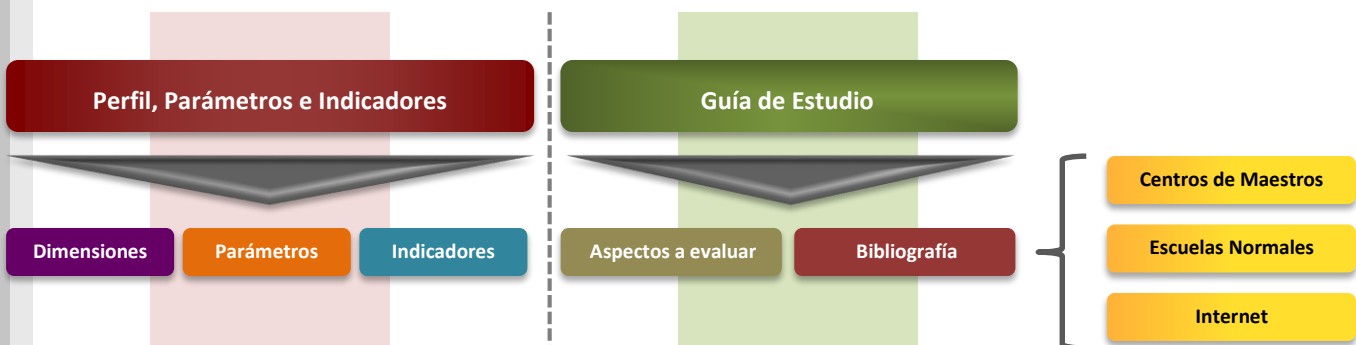 Perfil, Parámetros e Indicadores
Guía de Estudio
Dimensiones
Parámetros
Indicadores
Aspectos a evaluar
Bibliografía
Centros de Maestros
Escuelas Normales
Internet